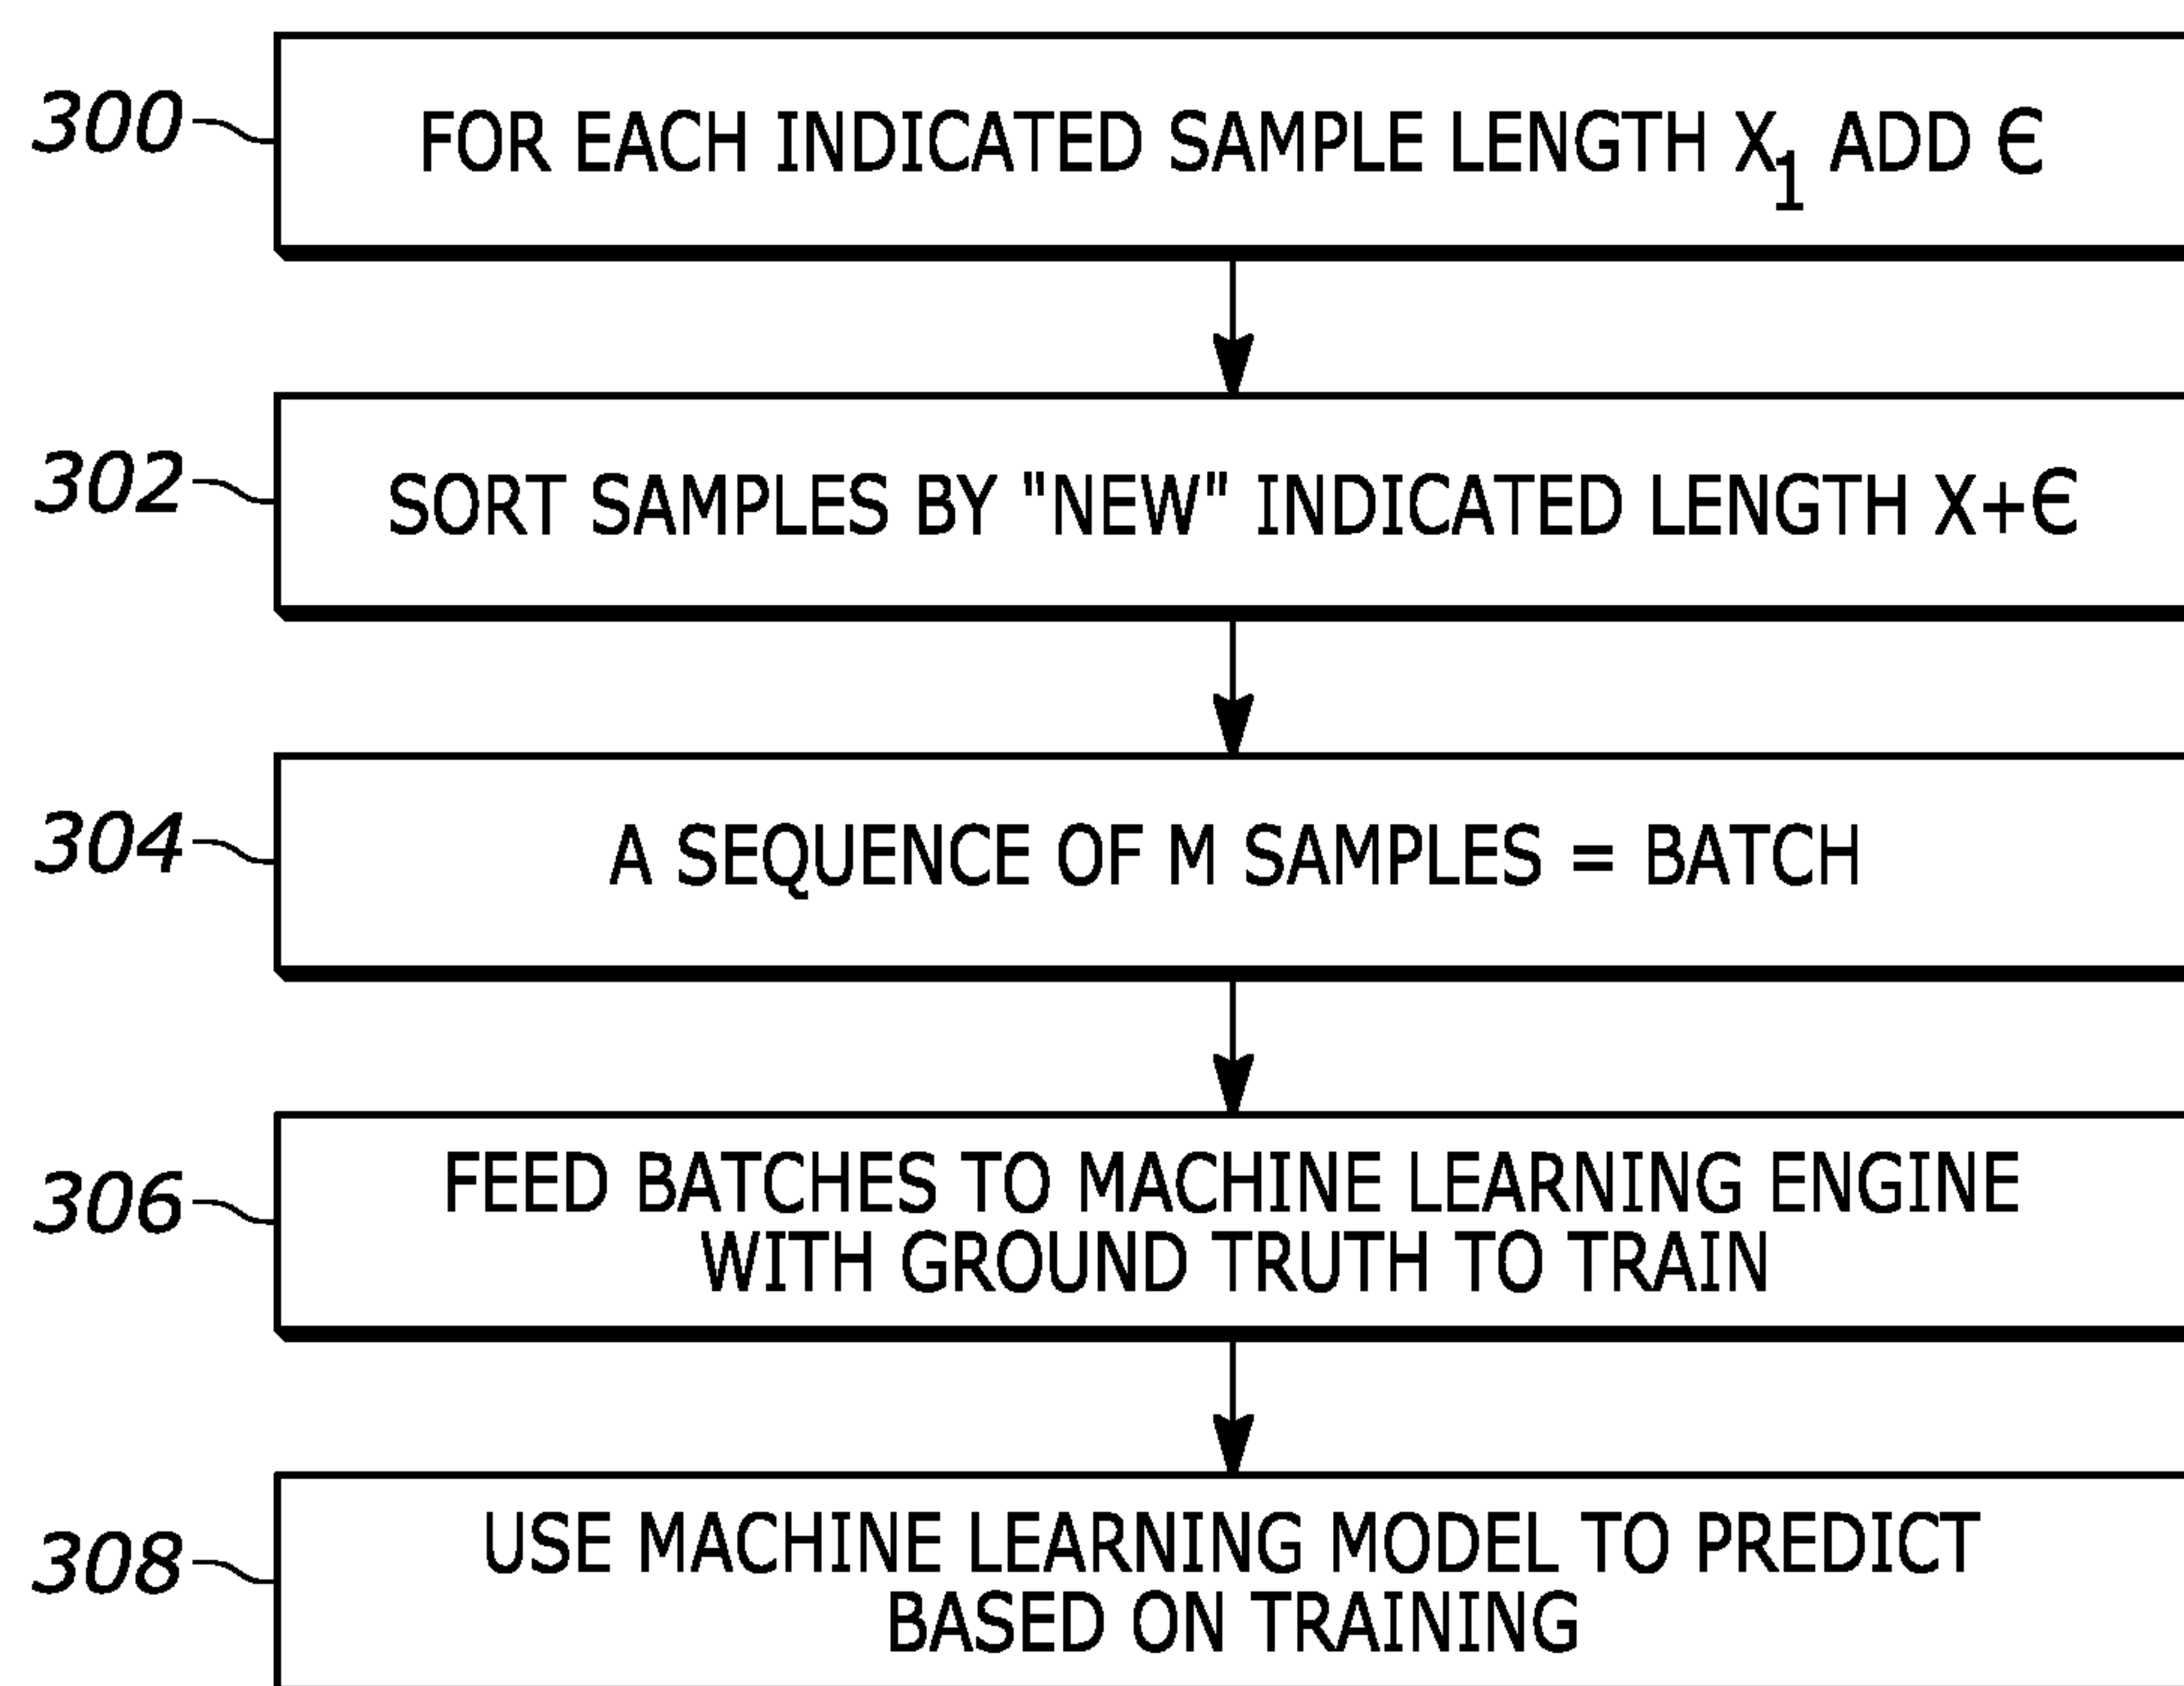 300 FOR EACH INDICATED SAMPLE LENGTH X1 ADD Є
302 SORT SAMPLES BY "NEW" INDICATED LENGTH X+Є
304 A SEQUENCE OF M SAMPLES = BATCH
306 FEED BATCHES TO MACHINE LEARNING ENGINE
WITH GROUND TRUTH TO TRAIN
308 USE MACHINE LEARNING MODEL TO PREDICT
BASED ON TRAINING